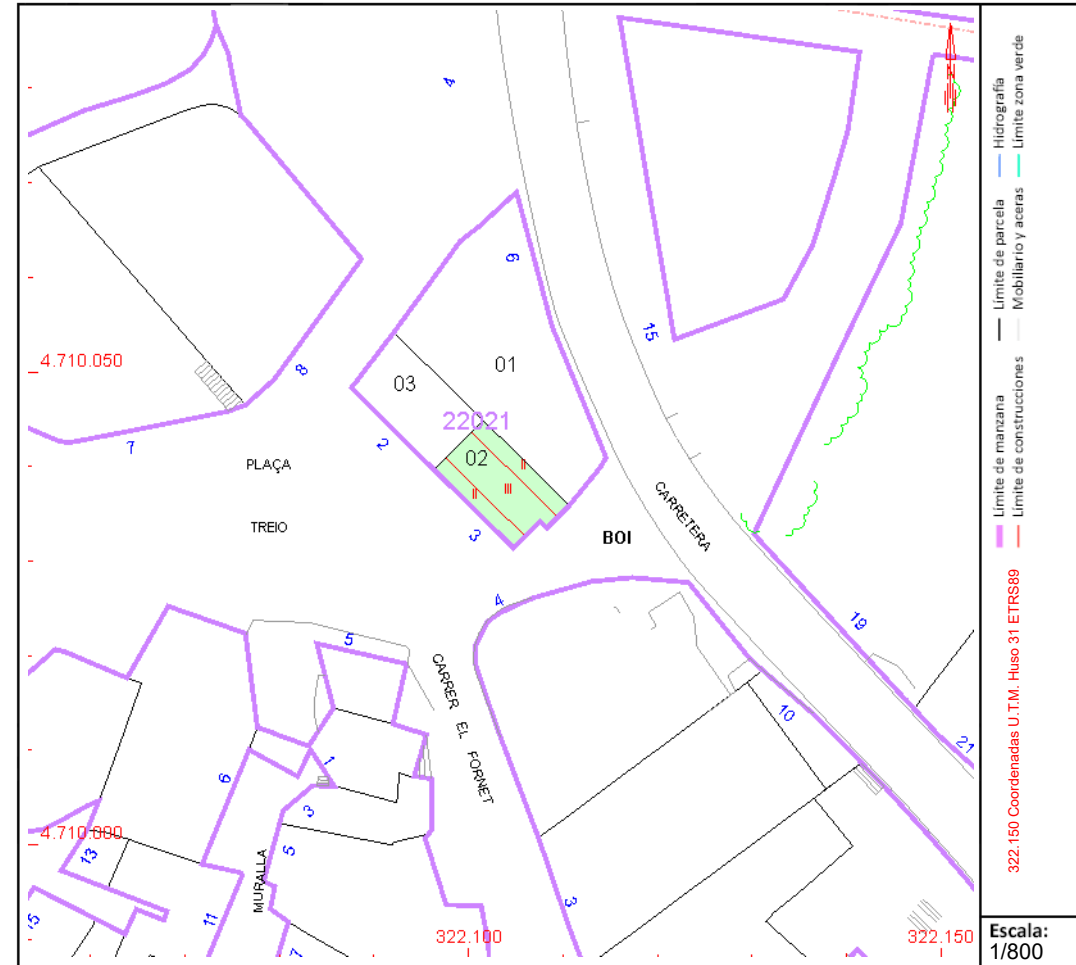 4
9
15
01
4.710.050
8
03
22021
2
7
02
II
PLAÇA
III
II
CARRETERA
TREIO
3
BOI
4
19
5
CARRER EL FORNET
10
21
1
6
3
4.710.000
5
13
MURALLA
3
11
15
7
322.100
322.150
N
Hidrografía
Límite zona verde
Límite de parcela
Mobiliario y aceras
Límite de manzana
Límite de construcciones
322.150 Coordenadas U.T.M. Huso 31 ETRS89
Escala:
1/800